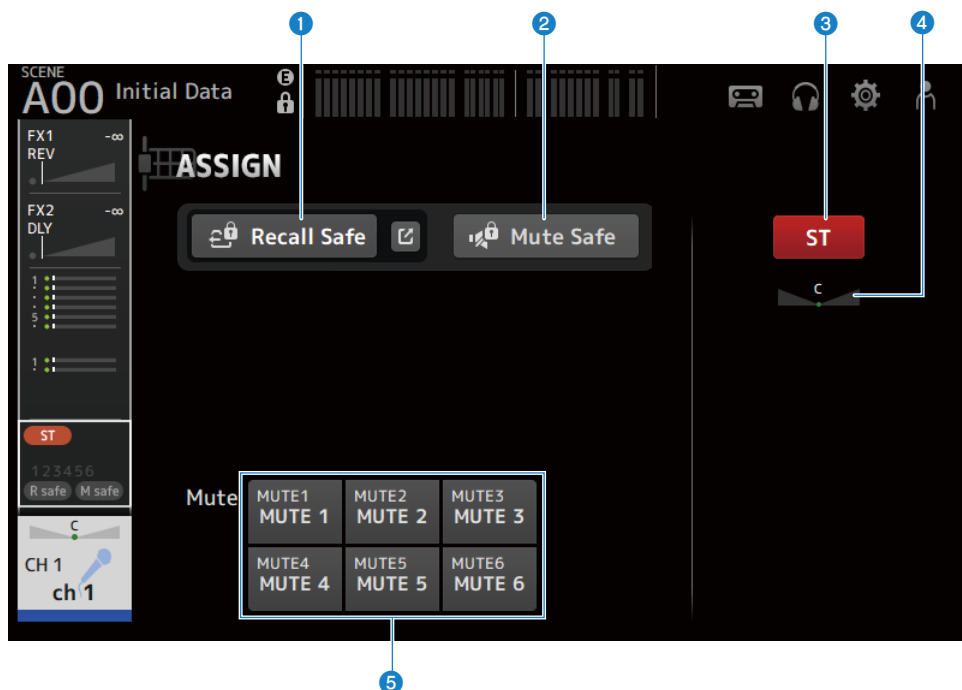 1 2 3 4
SCENE
A00 Initial Data
E
FX1 -∞
REV
ASSIGN
FX2 -∞
DLY
Recall Safe
Mute Safe
ST
C
1
5
1
ST
123456
R safe M safe
Mute
MUTE1 MUTE2 MUTE3
MUTE 1 MUTE 2 MUTE 3
MUTE4 MUTE5 MUTE6
MUTE 4 MUTE 5 MUTE 6
C
CH 1
ch 1
5